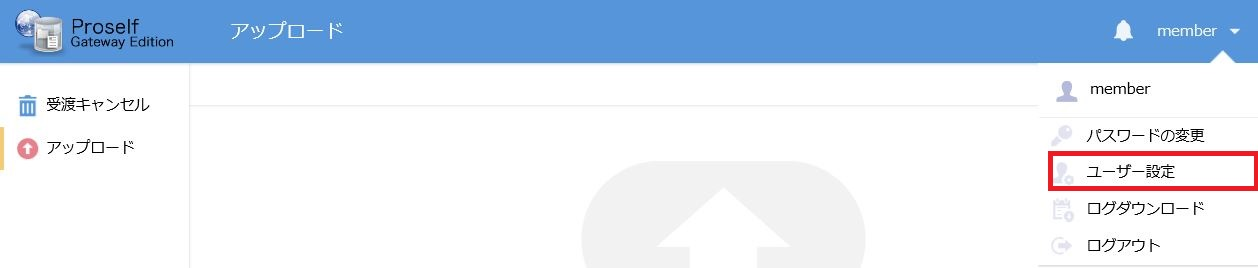 Proself
Gateway Edition
アップロード
member
受渡キャンセル
アップロード
member
パスワードの変更
ユーザー設定
ログダウンロード
ログアウト